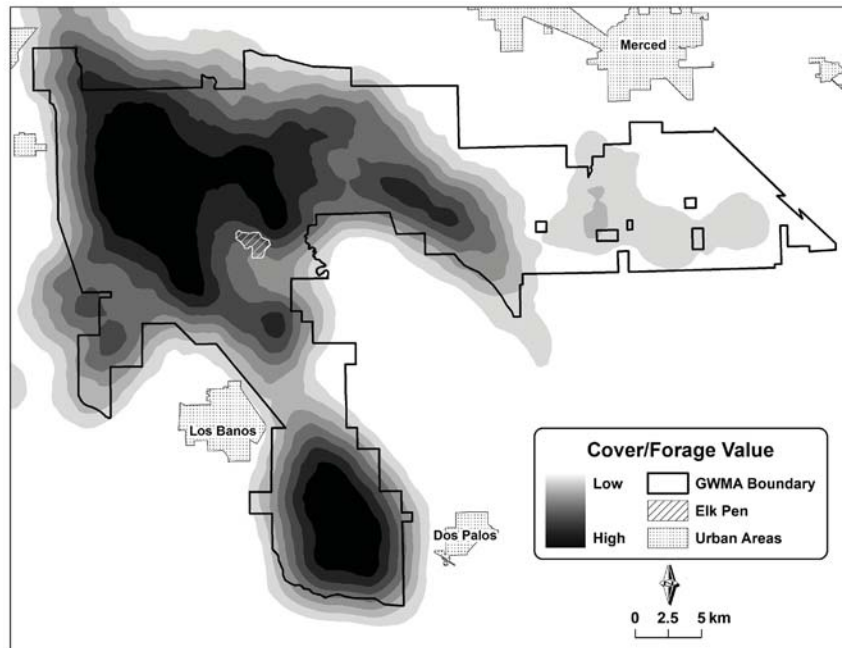 Merced
Los Banos
Dos Palos
Cover/Forage Value
Low
High
GWMA Boundary
Elk Pen
Urban Areas
0 2.5 5 km